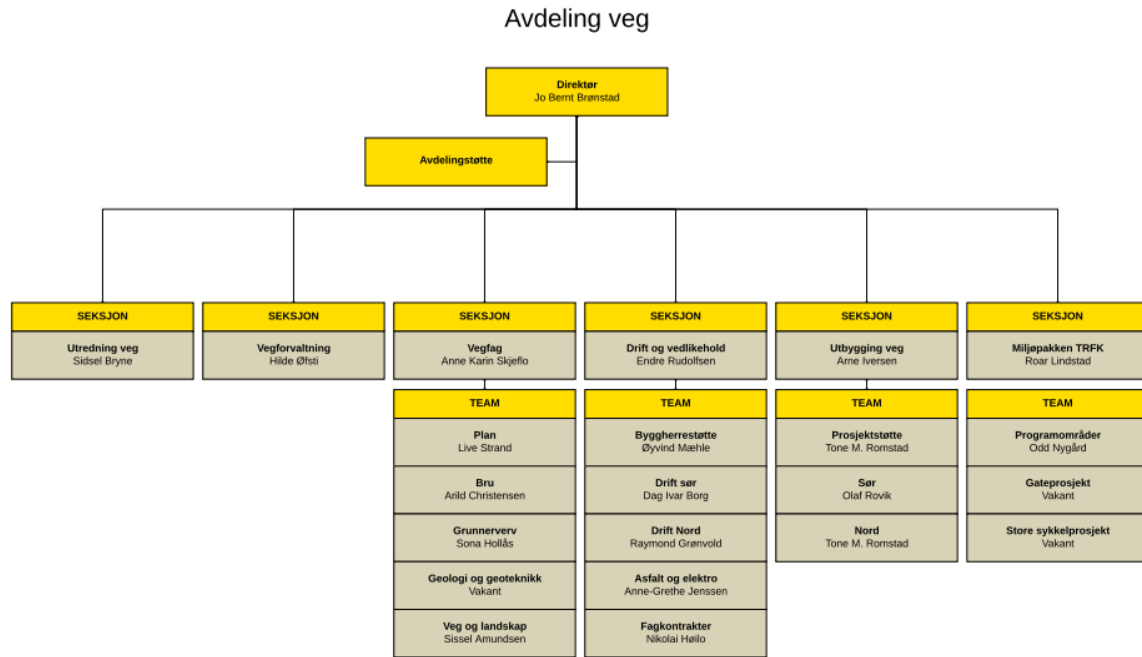 Avdeling veg
Direktør
Jo Bernt Brønstad
Avdelingstøtte
SEKSJON
Utredning veg
Sidsel Bryne
SEKSJON
Vegforvaltning
Hilde Øfsti
SEKSJON
Vegfag
Anne Karin Skjeflo
TEAM
Plan
Live Strand
Bru
Arild Christensen
Grunnerverv
Sona Hollås
Geologi og geoteknikk
Vakant
Veg og landskap
Sissel Amundsen
SEKSJON
Drift og vedlikehold
Endre Rudolfsen
TEAM
Byggherrestøtte
Øyvind Mæhle
Drift sør
Dag Ivar Borg
Drift Nord
Raymond Grønvold
Asfalt og elektro
Anne-Grethe Jenssen
Fagkontrakter
Nikolai Høilo
SEKSJON
Utbygging veg
Arne Iversen
TEAM
Prosjektstøtte
Tone M. Romstad
Sør
Olaf Rovik
Nord
Tone M. Romstad
SEKSJON
Miljøpakken TRFK
Roar Lindstad
TEAM
Programområder
Odd Nygård
Gateprosjekt
Vakant
Store sykkelprosjekt
Vakant